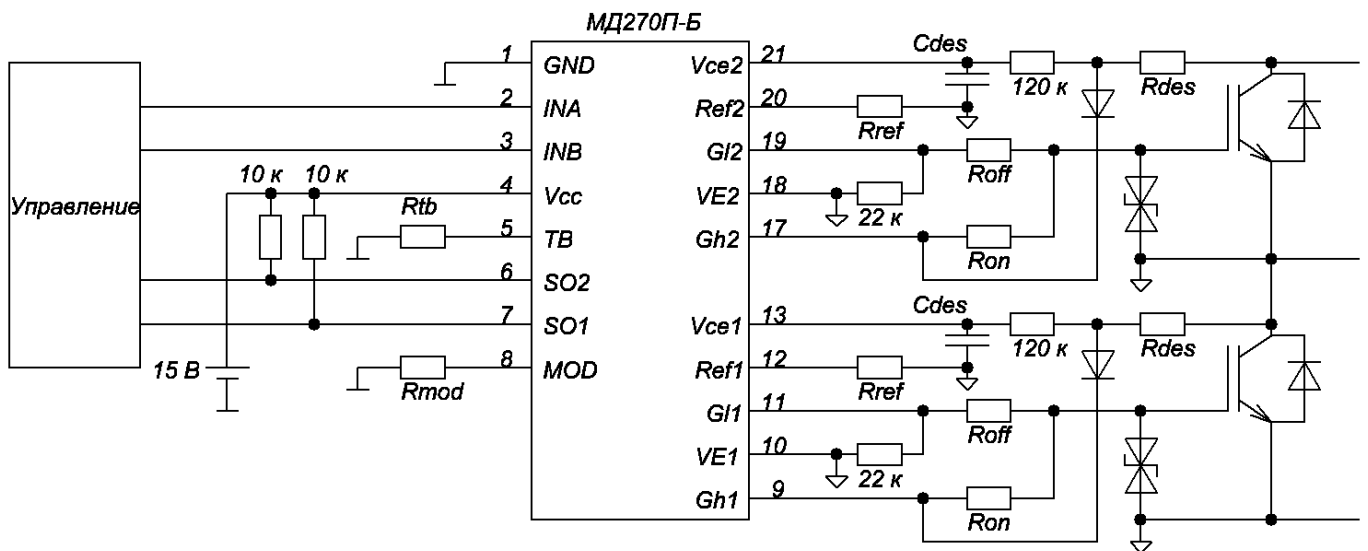 МД270П-Б
1 GND Vce2 21 Cdes 120 к Rdes
2 INA Ref2 20 Rref
3 INB Gl2 19 Roff
10 к 10 к
Управление
4 Vcc VE2 18 22 к
Rtb 5 TB Gh2 17 Ron
6 SO2
7 SO1 Vce1 13 Cdes 120 к Rdes
15 В
Rmod 8 MOD Ref1 12 Rref
Gl1 11 Roff
VE1 10 22 к
Gh1 9 Ron